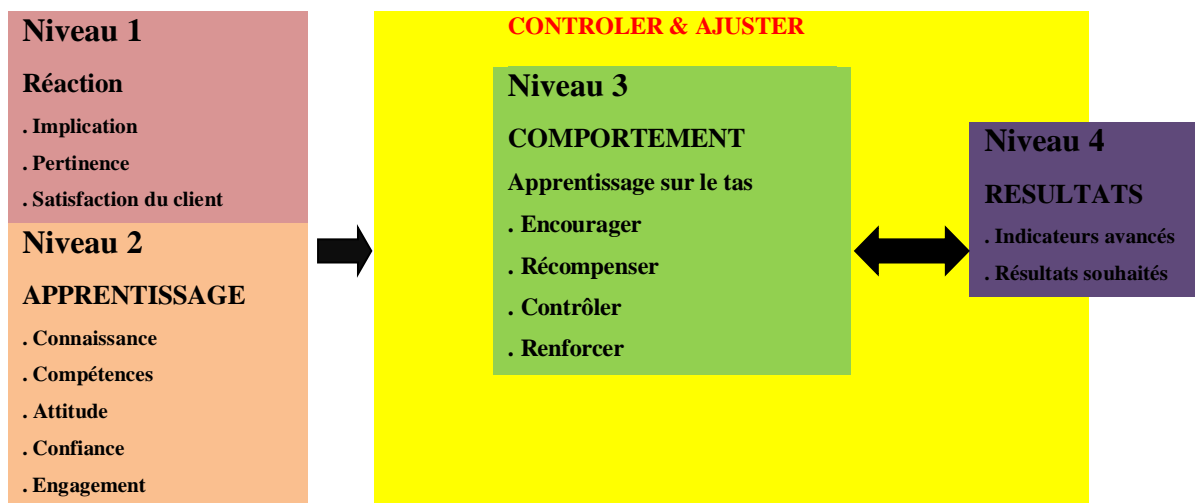 Niveau 1
Réaction
. Implication
. Pertinence
. Satisfaction du client
Niveau 2
APPRENTISSAGE
. Connaissance
. Compétences
. Attitude
. Confiance
. Engagement
CONTROLER & AJUSTER
Niveau 3
COMPORTEMENT
Apprentissage sur le tas
. Encourager
. Récompenser
. Contrôler
. Renforcer
Niveau 4
RESULTATS
. Indicateurs avancés
. Résultats souhaités